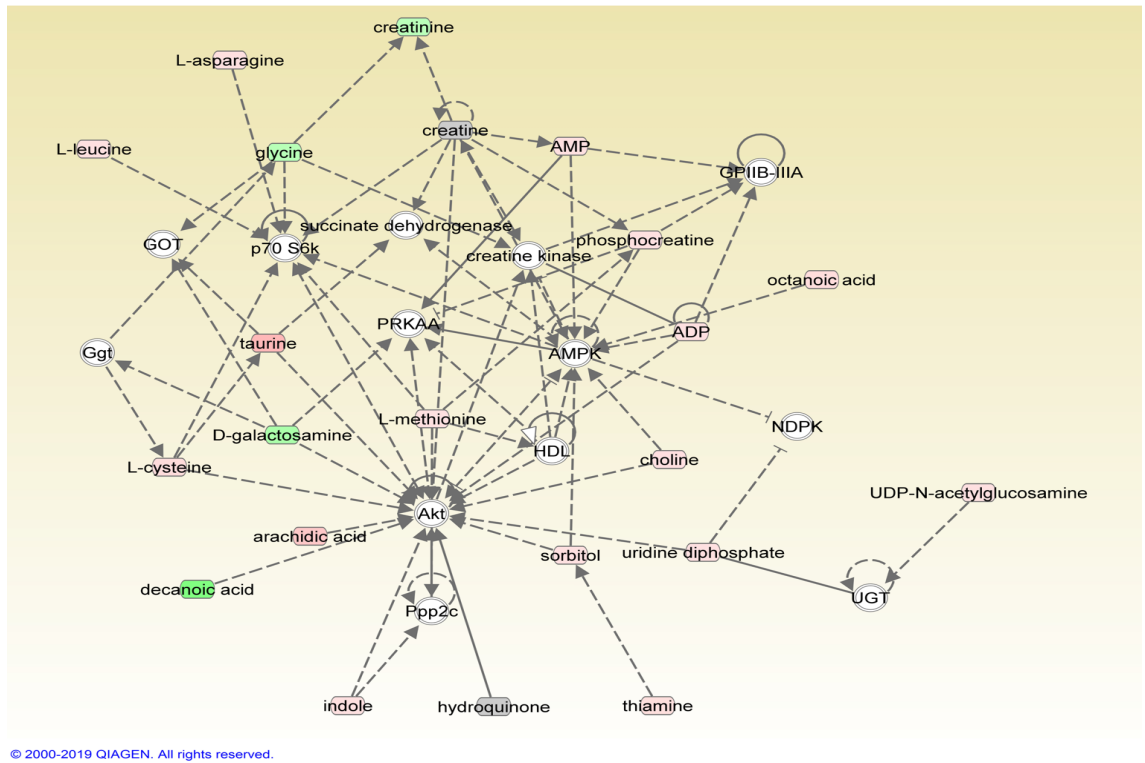 creatinine
L-asparagine
creatine
L-leucine
glycine
AMP
GPIIB-IIIA
succinate dehydrogenase
GOT
p70 S6k
phosphocreatine
creatine kinase
octanoic acid
PRKAA
ADP
taurine
Ggt
AMPK
L-methionine
NDPK
D-galactosamine
HDL
L-cysteine
choline
UDP-N-acetylglucosamine
Akt
arachidic acid
sorbitol
uridine diphosphate
decanoic acid
UGT
Ppp2c
indole
hydroquinone
thiamine
© 2000-2019 QIAGEN. All rights reserved.